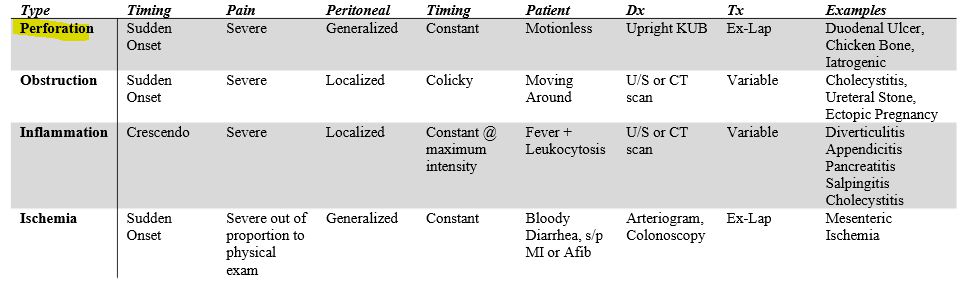 Type Timing Pain Peritoneal Timing Patient Dx Tx Examples
Perforation Sudden Severe Generalized Constant Motionless Upright KUB Ex-Lap Duodenal Ulcer,
Onset Chicken Bone,
Iatrogenic
Obstruction Sudden Severe Localized Colicky Moving U/S or CT Variable Cholecystitis,
Onset Around scan Ureteral Stone,
Ectopic Pregnancy
Inflammation Crescendo Severe Localized Constant @ Fever + U/S or CT Variable Diverticulitis
maximum Leukocytosis scan Appendicitis
intensity Pancreatitis
Salpingitis
Cholecystitis
Ischemia Sudden Severe out of Generalized Constant Bloody Arteriogram, Ex-Lap Mesenteric
Onset proportion to Diarrhea, s/p Colonoscopy Ischemia
physical MI or Afib
exam